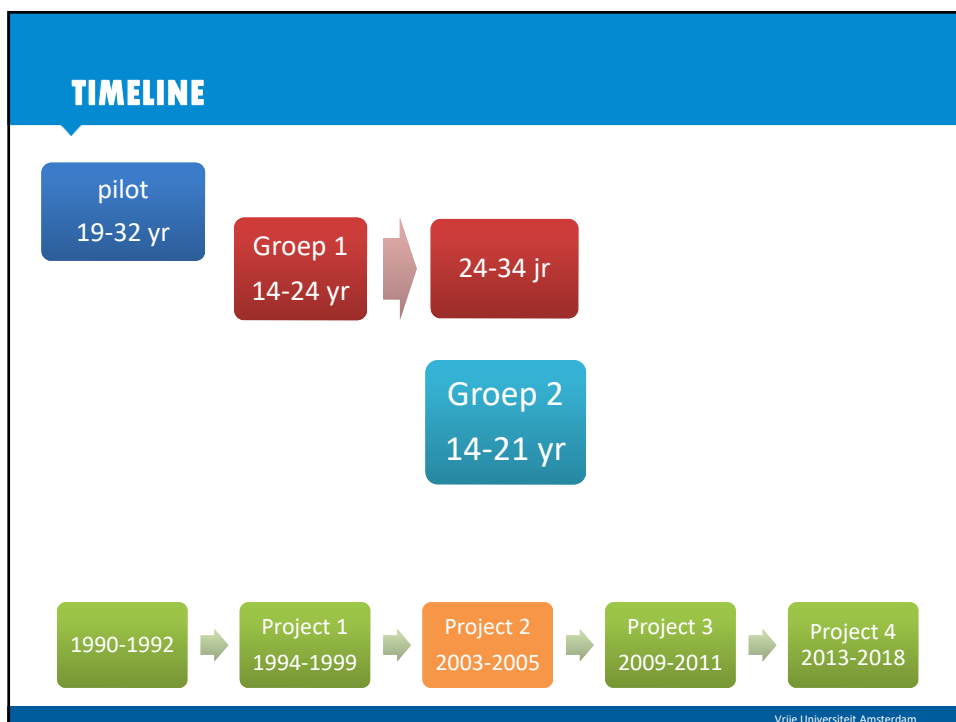 TIMELINE
pilot
19-32 yr
Groep 1
14-24 yr
24-34 jr
Groep 2
14-21 yr
1990-1992
Project 1
1994-1999
Project 2
2003-2005
Project 3
2009-2011
Project 4
2013-2018
Vrije Universiteit Amsterdam